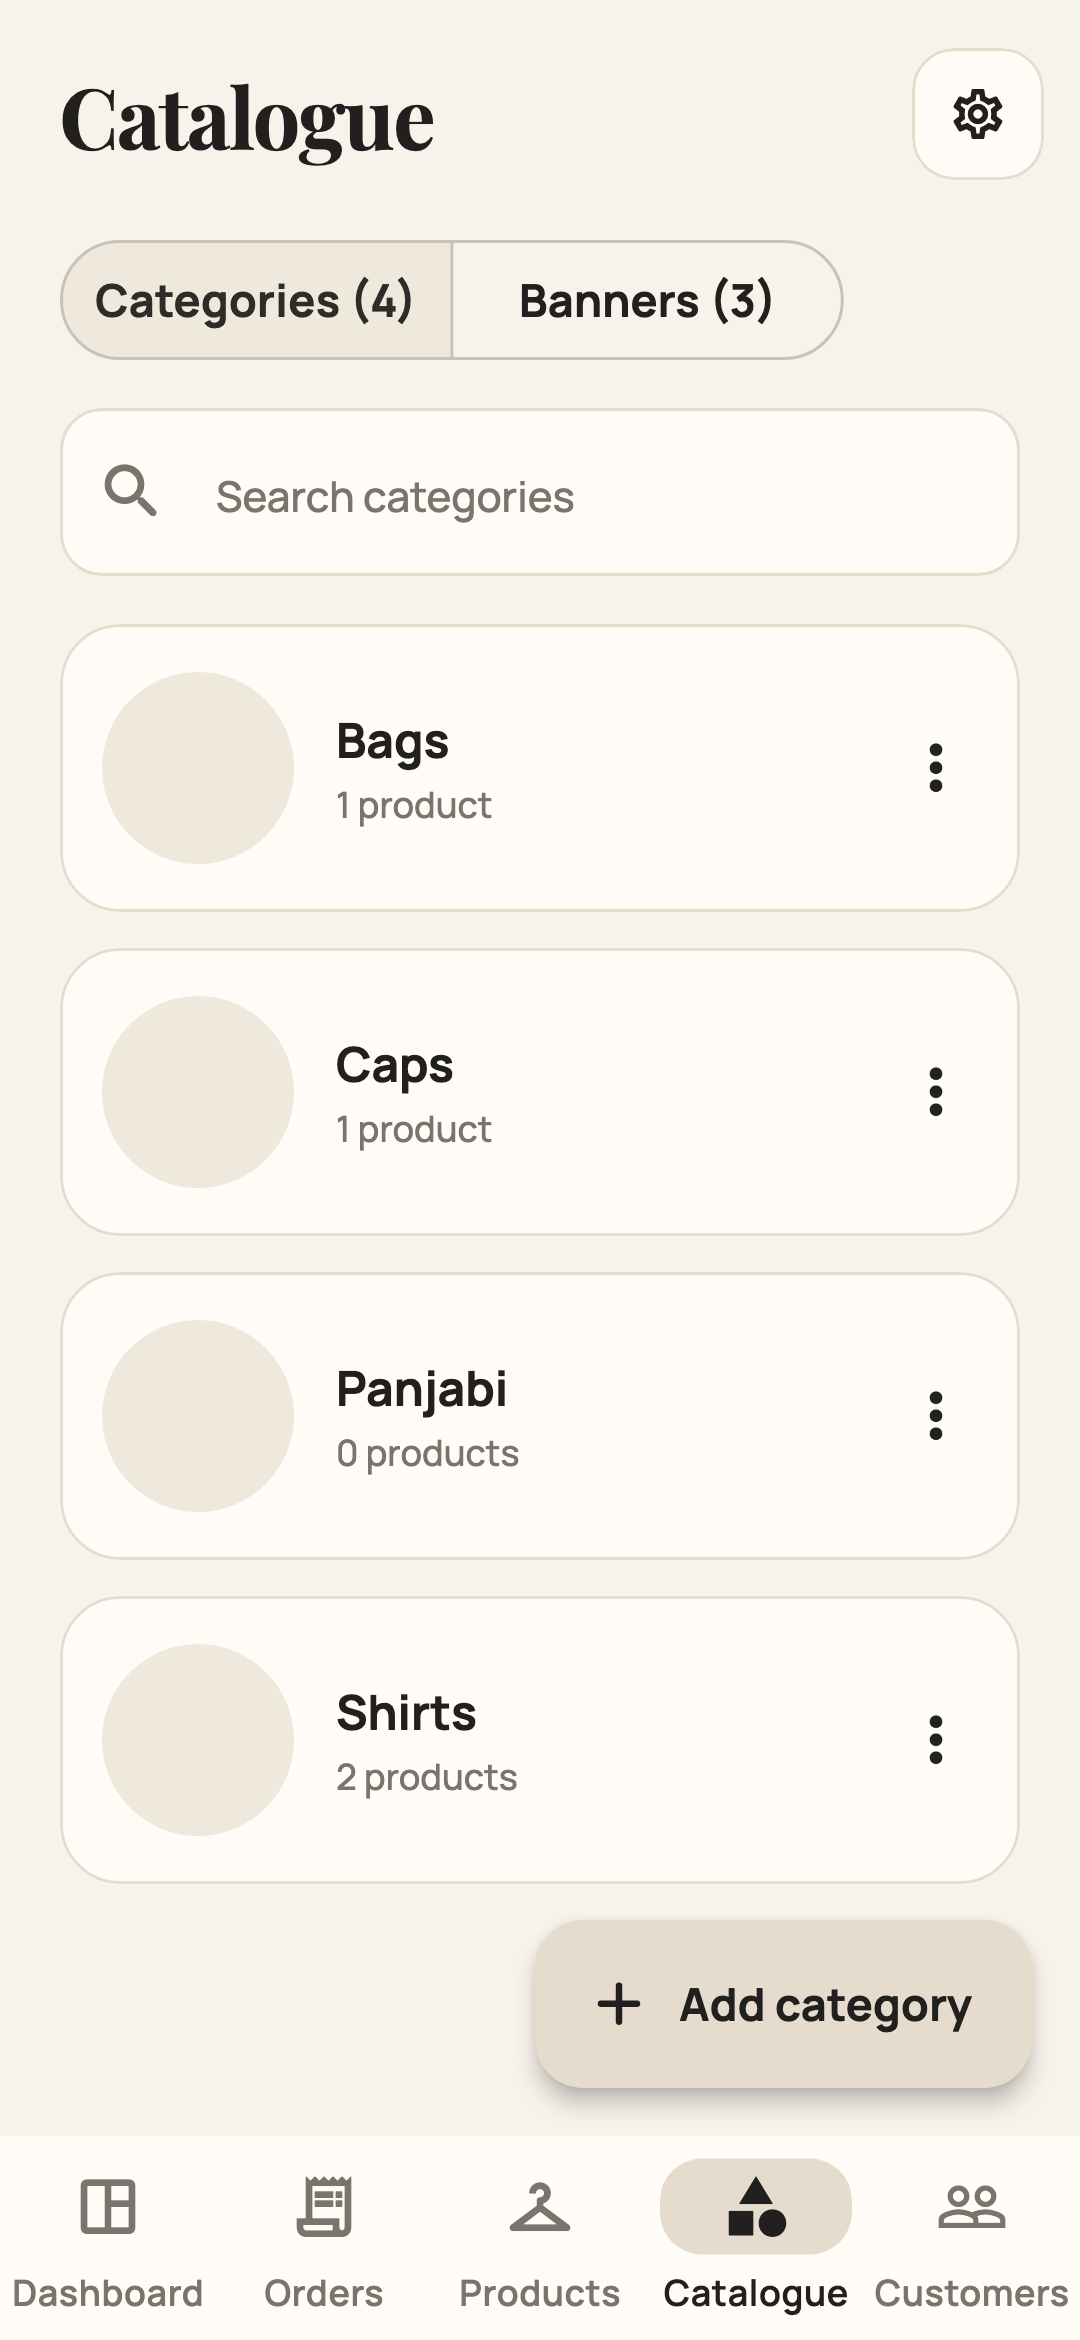 Catalogue
Categories (4)
Banners (3)
Search categories
Bags
1 product
Caps
1 product
Panjabi
0 products
Shirts
2 products
Add category
Dashboard
Orders
Products
Catalogue
Customers